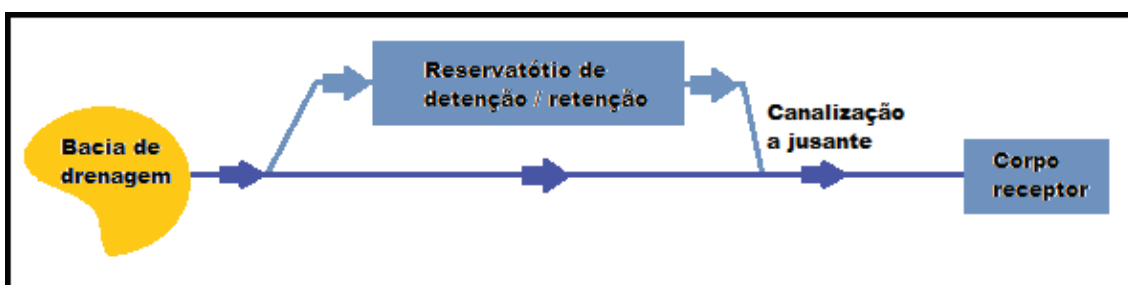 Reservatótio de
detenção / retenção
Canalização
a jusante
Bacia de
drenagem
Corpo
receptor